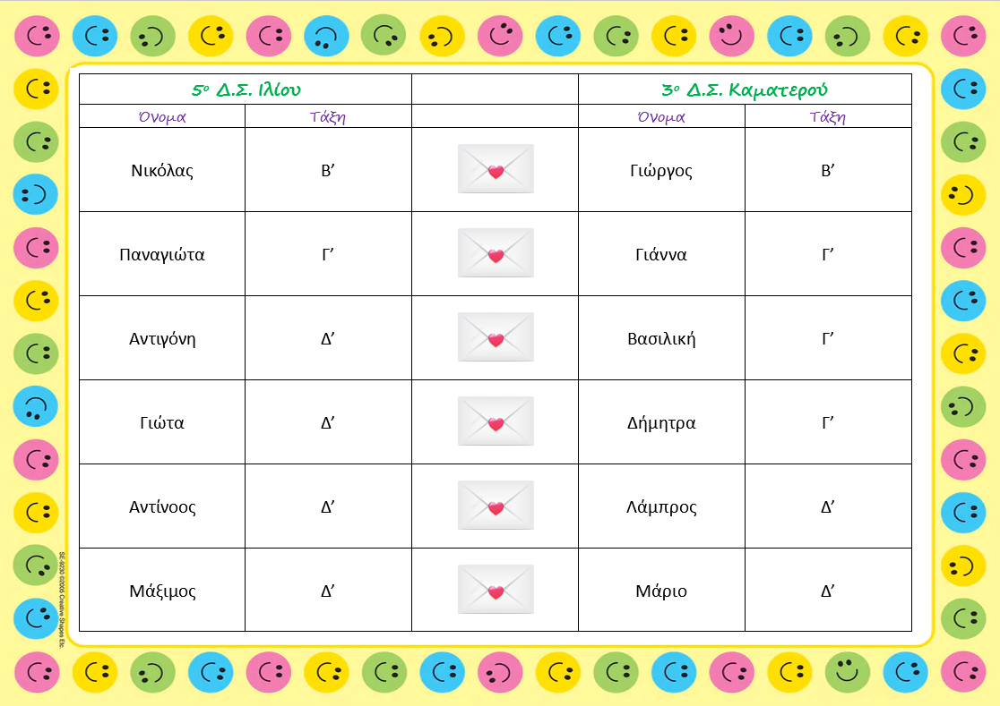 5ο Δ.Σ. Ιλίου 3ο Δ.Σ. Καματερού
Όνομα Τάξη Όνομα Τάξη
Νικόλας Β’ Γιώργος Β’
Παναγιώτα Γ’ Γιάννα Γ’
Αντιγόνη Δ’ Βασιλική Γ’
Γιώτα Δ’ Δήμητρα Γ’
Αντίνοος Δ’ Λάμπρος Δ’
Μάξιμος Δ’ Μάριο Δ’
SE-9230 ©2005 Creative Shapes Etc.